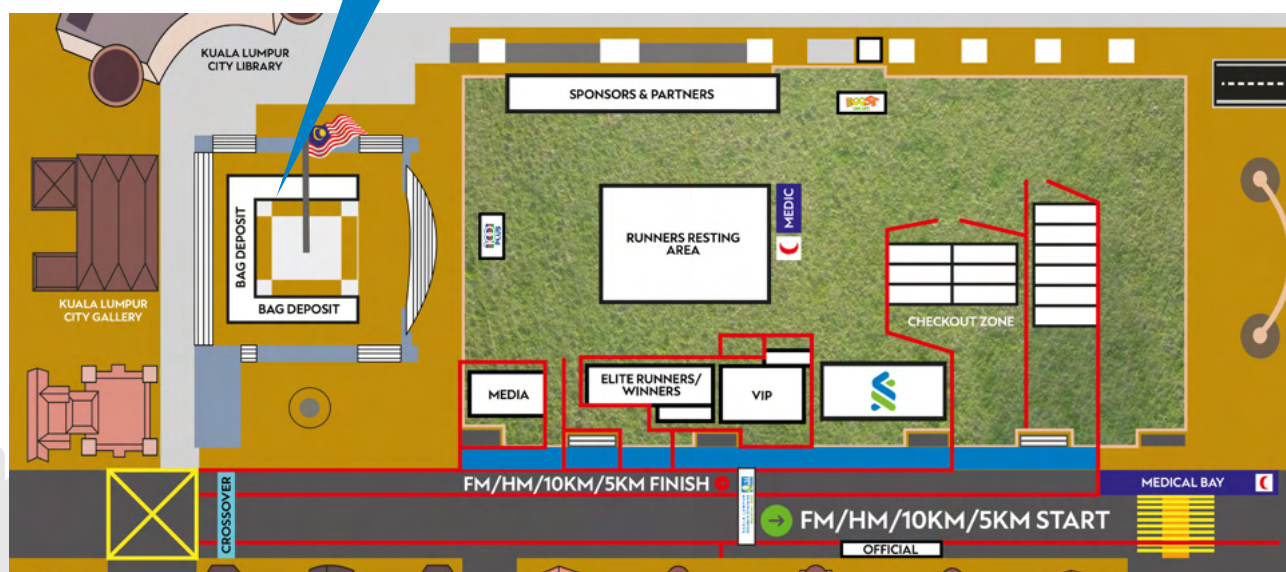 KUALA LUMPUR
CITY LIBRARY
SPONSORS & PARTNERS
BOOST
BAG DEPOSIT
BAG DEPOSIT
PLUS
RUNNERS RESTING
AREA
MEDIC
KUALA LUMPUR
CITY GALLERY
CHECKOUT ZONE
MEDIA
ELITE RUNNERS/
WINNERS
VIP
CROSSOVER
FM/HM/10KM/5KM FINISH
MEDICAL BAY
FM/HM/10KM/5KM START
OFFICIAL